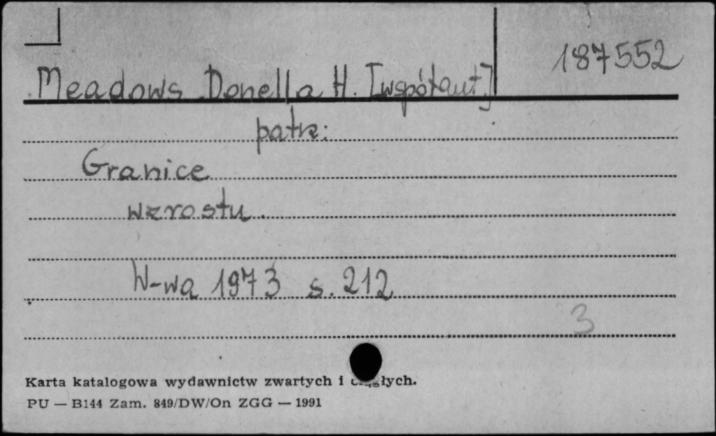 187552
Meadows Donella H. [współaut.]
patrz:
Granice
wzrostu.
W-wa 1973 s. 212
3
Karta katalogowa wydawnictw zwartych i ciągłych.
PU — B144 Zam. 849/DW/On ZGG — 1991